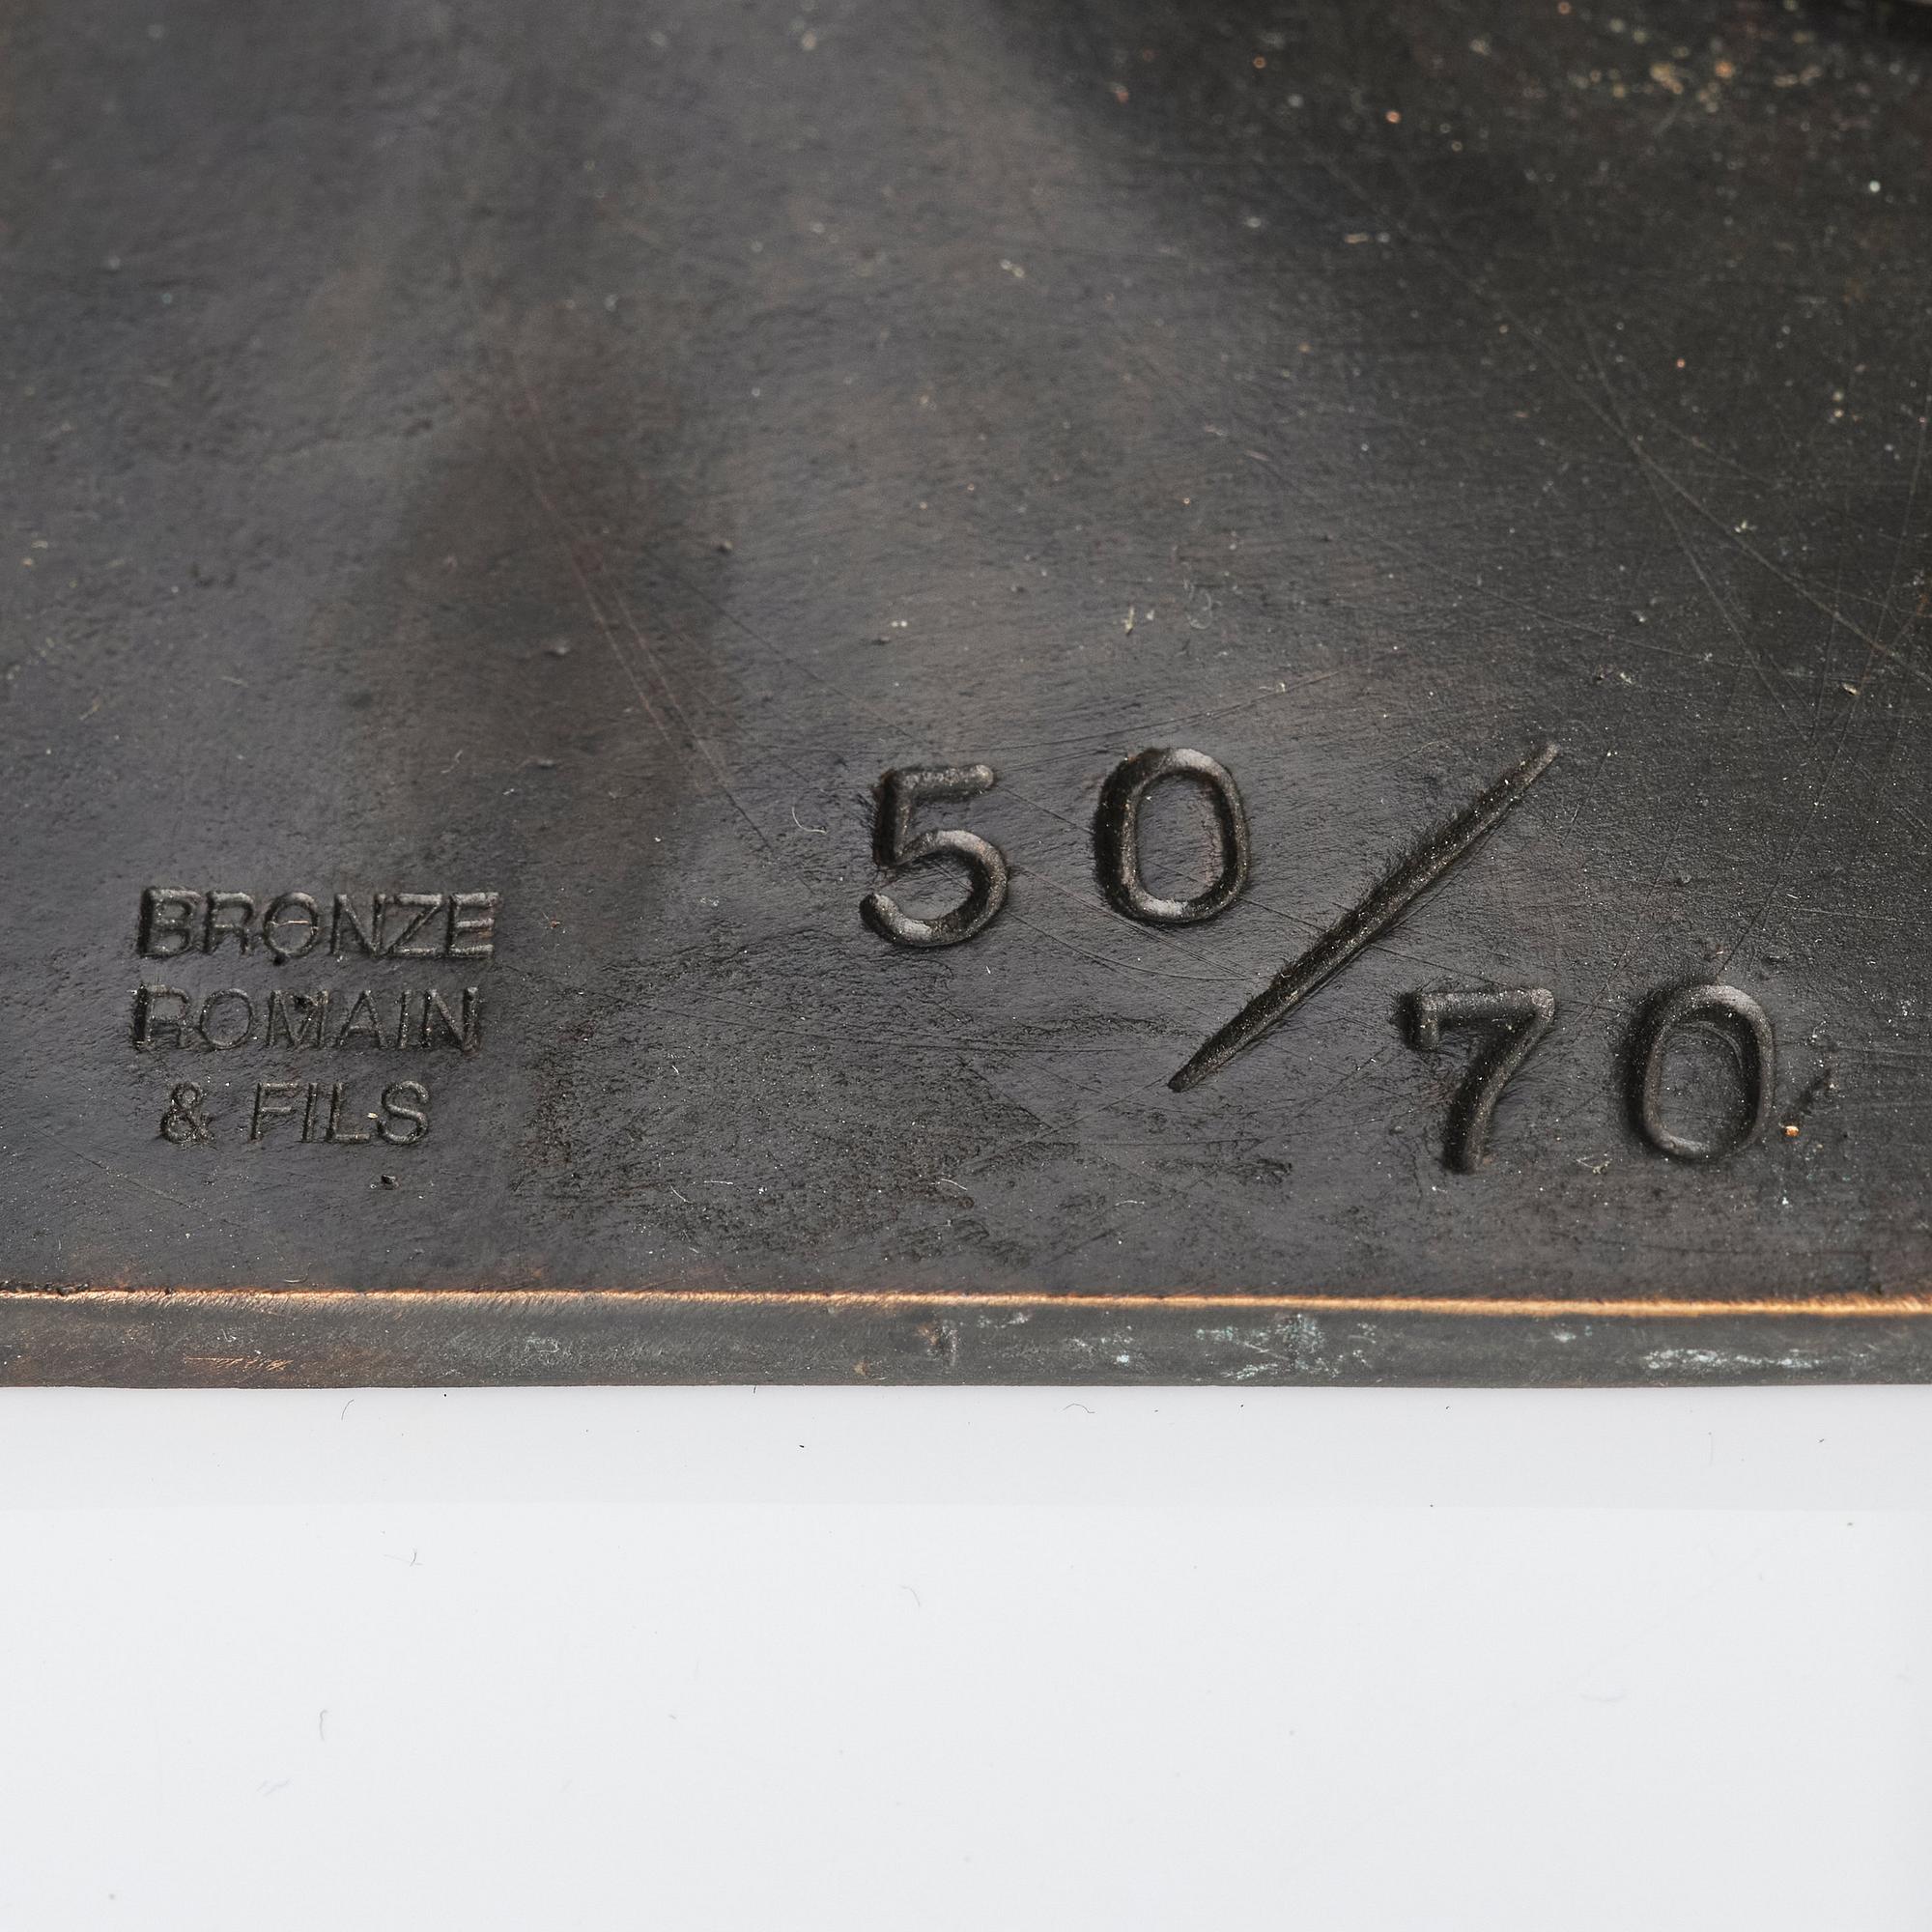 BRONZE
ROMAIN
& FILS
50/70